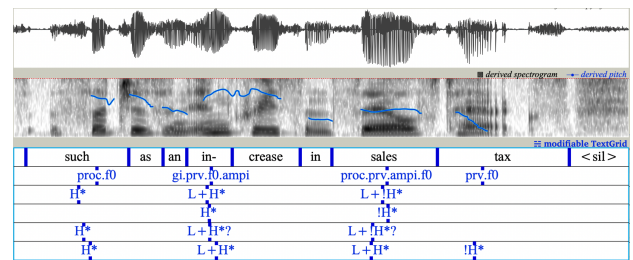 derived spectrogram derived pitch
modifiable TextGrid
such as an in- crease in sales tax <sil>
proc.f0 gi.prv.f0.ampi proc.prv.ampi.f0 prv.f0
H* L+H* L+!H*
H* !H*
H* L+H*? L+!H*?
H* L+H* L+H* !H*